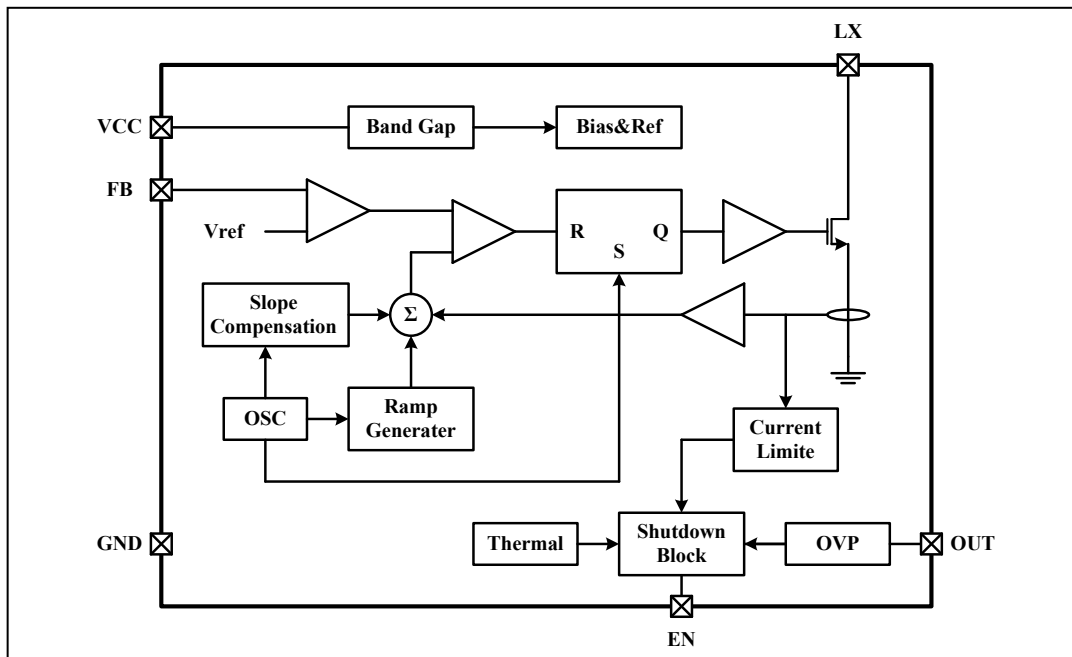 LX
VCC
Band Gap
Bias&Ref
FB
Vref
R
Q
S
Slope
Compensation
Σ
OSC
Ramp
Generater
Current
Limite
GND
Thermal
Shutdown
Block
OVP
OUT
EN